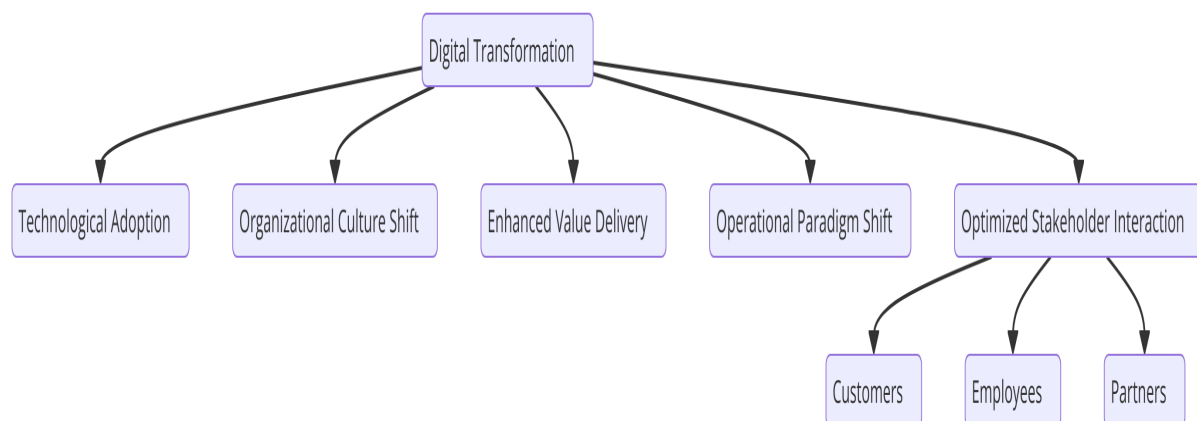 Digital Transformation
Technological Adoption
Organizational Culture Shift
Enhanced Value Delivery
Operational Paradigm Shift
Optimized Stakeholder Interaction
Customers
Employees
Partners